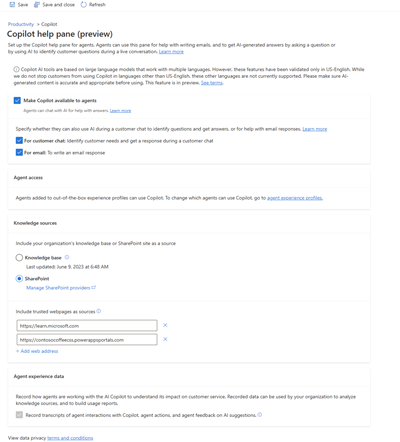 Save Save and close Refresh
Productivity > Copilot
Copilot help pane (preview)
Set up the Copilot help pane for agents. Agents can use this pane for help with writing emails, and to get AI-generated answers by asking a question or
by using AI to identify customer questions during a live conversation. Learn more
Copilot AI tools are based on large language models that work with multiple languages. However, these features have been validated only in US-English. While
we do not stop customers from using Copilot in languages other than US-English, these other languages are not currently supported. Please make sure AI-
generated content is accurate and appropriate before using. This feature is in preview. See terms.
Make Copilot available to agents
Agents can chat with AI for help with answers. Learn more
Specify whether they can also use AI during a customer chat to identify questions and get answers, or for help with email responses. Learn more
For customer chat: Identify customer needs and get a response during a customer chat
For email: To write an email response
Agent access
Agents added to out-of-the-box experience profiles can use Copilot. To change which agents can use Copilot, go to agent experience profiles.
Knowledge sources
Include your organization's knowledge base or SharePoint site as a source
Knowledge base
Last updated: June 9, 2023 at 6:48 AM
SharePoint
Manage SharePoint providers
Include trusted webpages as sources
https://learn.microsoft.com
https://contosocoffeecss.powerappsportals.com
+ Add web address
Agent experience data
Record how agents are working with the AI Copilot to understand its impact on customer service. Recorded data can be used by your organization to analyze
knowledge sources, and to build usage reports.
Record transcripts of agent interactions with Copilot, agent actions, and agent feedback on AI suggestions.
View data privacy terms and conditions